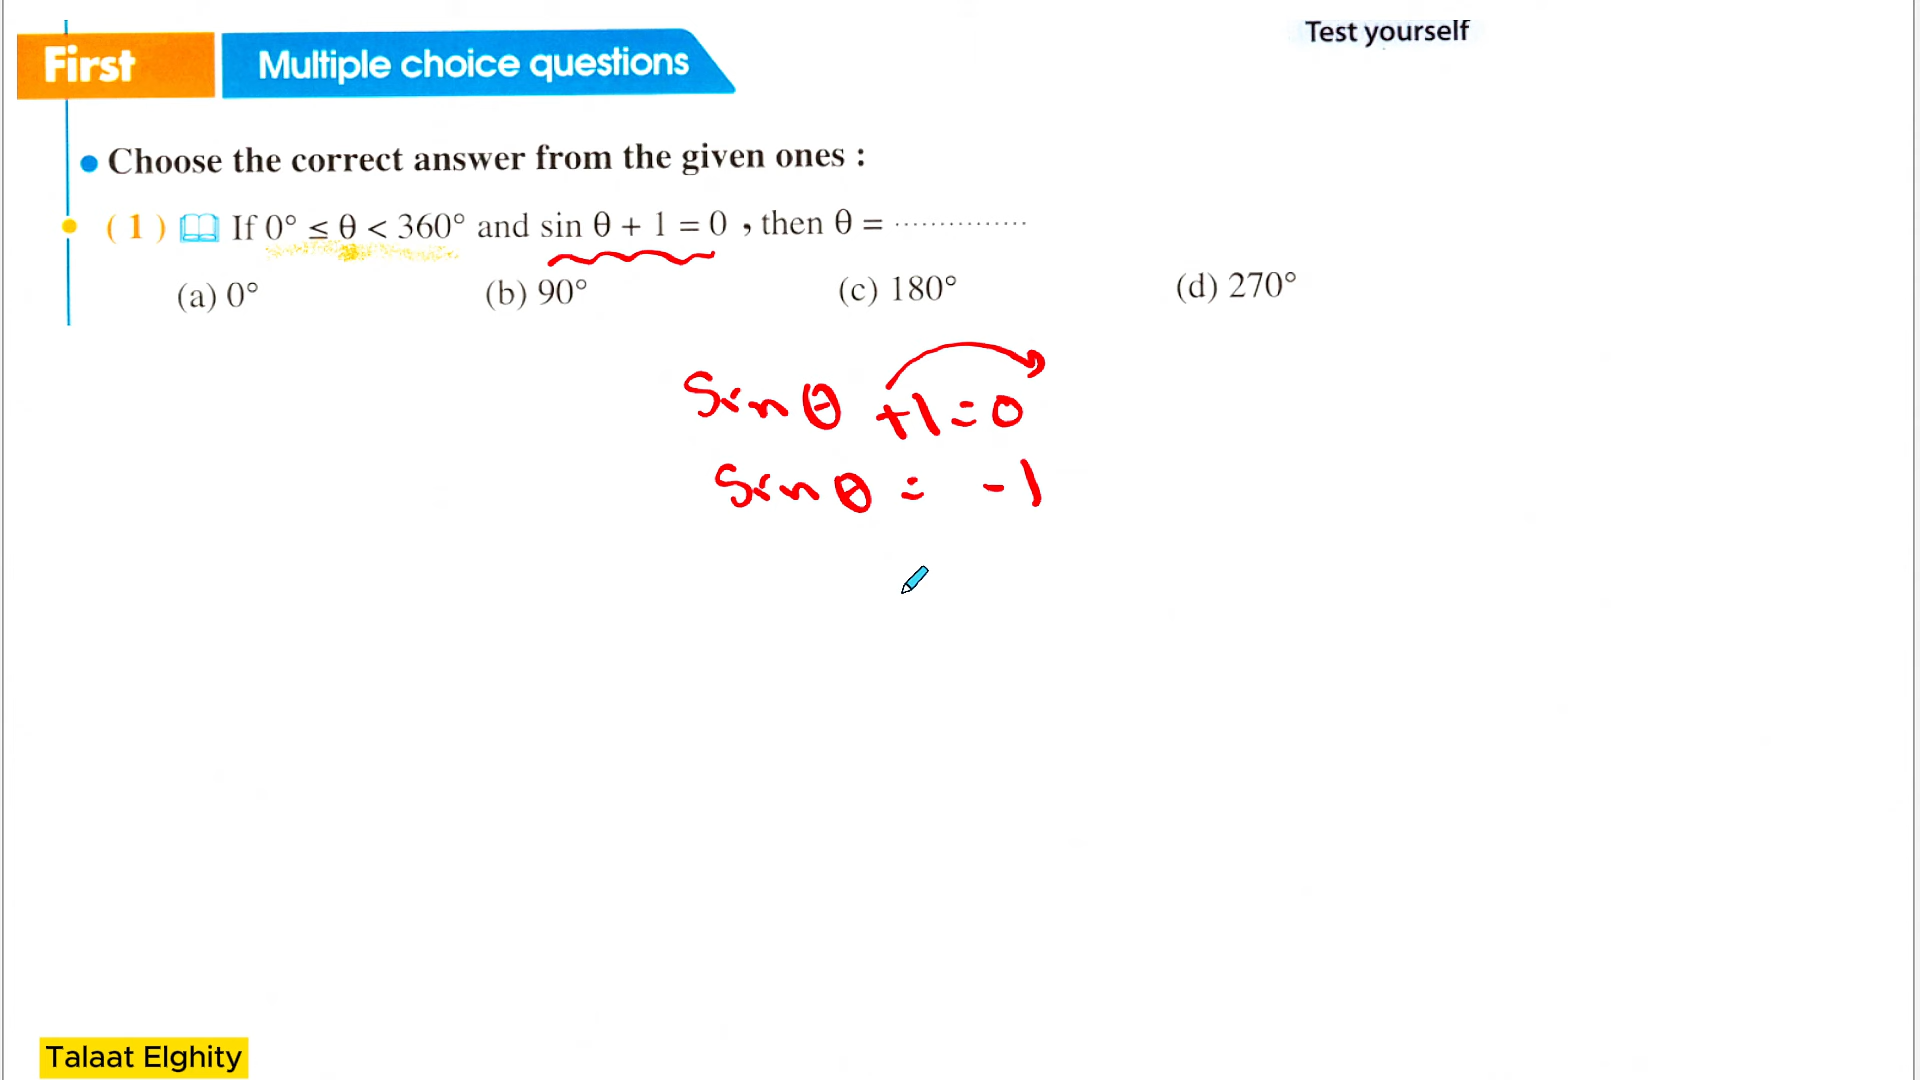 Test yourself
First Multiple choice questions
• Choose the correct answer from the given ones :
( 1 ) If 0° ≤ θ < 360° and sin θ + 1 = 0 , then θ = ...............
(a) 0° (b) 90° (c) 180° (d) 270°
Sin θ +1 = 0
Sin θ = -1
Talaat Elghity